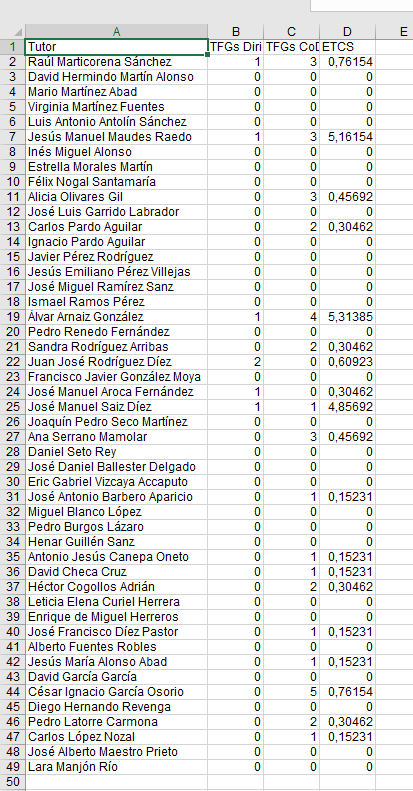 A B C D E
1 Tutor TFGs Diri TFGs CoD ETCS
2 Raúl Marticorena Sánchez 1 3 0,76154
3 David Hermindo Martín Alonso 0 0 0
4 Mario Martínez Abad 0 0 0
5 Virginia Martínez Fuentes 0 0 0
6 Luis Antonio Antolín Sánchez 0 0 0
7 Jesús Manuel Maudes Raedo 1 3 5,16154
8 Inés Miguel Alonso 0 0 0
9 Estrella Morales Martín 0 0 0
10 Félix Nogal Santamaría 0 0 0
11 Alicia Olivares Gil 0 3 0,45692
12 José Luis Garrido Labrador 0 0 0
13 Carlos Pardo Aguilar 0 2 0,30462
14 Ignacio Pardo Aguilar 0 0 0
15 Javier Pérez Rodríguez 0 0 0
16 Jesús Emiliano Pérez Villejas 0 0 0
17 José Miguel Ramírez Sanz 0 0 0
18 Ismael Ramos Pérez 0 0 0
19 Álvar Arnaiz González 1 4 5,31385
20 Pedro Renedo Fernández 0 0 0
21 Sandra Rodríguez Arribas 0 2 0,30462
22 Juan José Rodríguez Díez 2 0 0,60923
23 Francisco Javier González Moya 0 0 0
24 José Manuel Aroca Fernández 1 0 0,30462
25 José Manuel Saiz Díez 1 1 4,85692
26 Joaquín Pedro Seco Martínez 0 0 0
27 Ana Serrano Mamolar 0 3 0,45692
28 Daniel Seto Rey 0 0 0
29 José Daniel Ballester Delgado 0 0 0
30 Eric Gabriel Vizcaya Accaputo 0 0 0
31 José Antonio Barbero Aparicio 0 1 0,15231
32 Miguel Blanco López 0 0 0
33 Pedro Burgos Lázaro 0 0 0
34 Henar Guillén Sanz 0 0 0
35 Antonio Jesús Canepa Oneto 0 1 0,15231
36 David Checa Cruz 0 1 0,15231
37 Héctor Cogollos Adrián 0 2 0,30462
38 Leticia Elena Curiel Herrera 0 0 0
39 Enrique de Miguel Herreros 0 0 0
40 José Francisco Díez Pastor 0 1 0,15231
41 Alberto Fuentes Robles 0 0 0
42 Jesús María Alonso Abad 0 1 0,15231
43 David García García 0 0 0
44 César Ignacio García Osorio 0 5 0,76154
45 Diego Hernando Revenga 0 0 0
46 Pedro Latorre Carmona 0 2 0,30462
47 Carlos López Nozal 0 1 0,15231
48 José Alberto Maestro Prieto 0 0 0
49 Lara Manjón Río 0 0 0
50